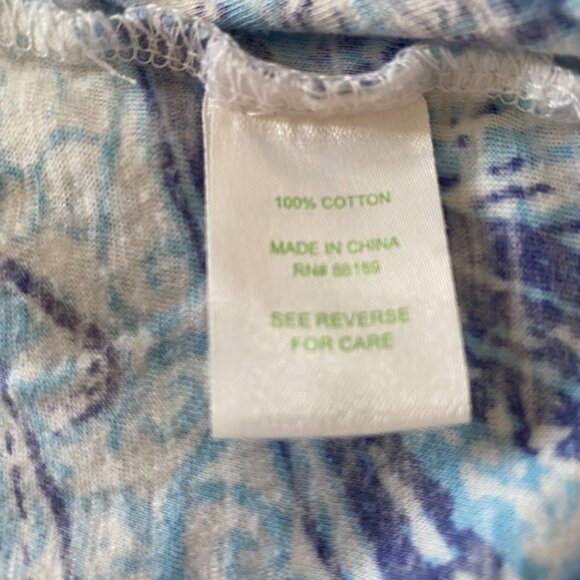 100% COTTON
MADE IN CHINA
RN# 88189
SEE REVERSE
FOR CARE